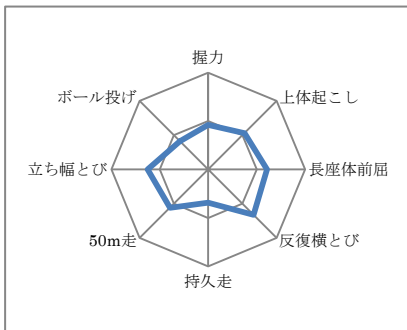 握力
ボール投げ
上体起こし
立ち幅とび
長座体前屈
50m走
反復横とび
持久走